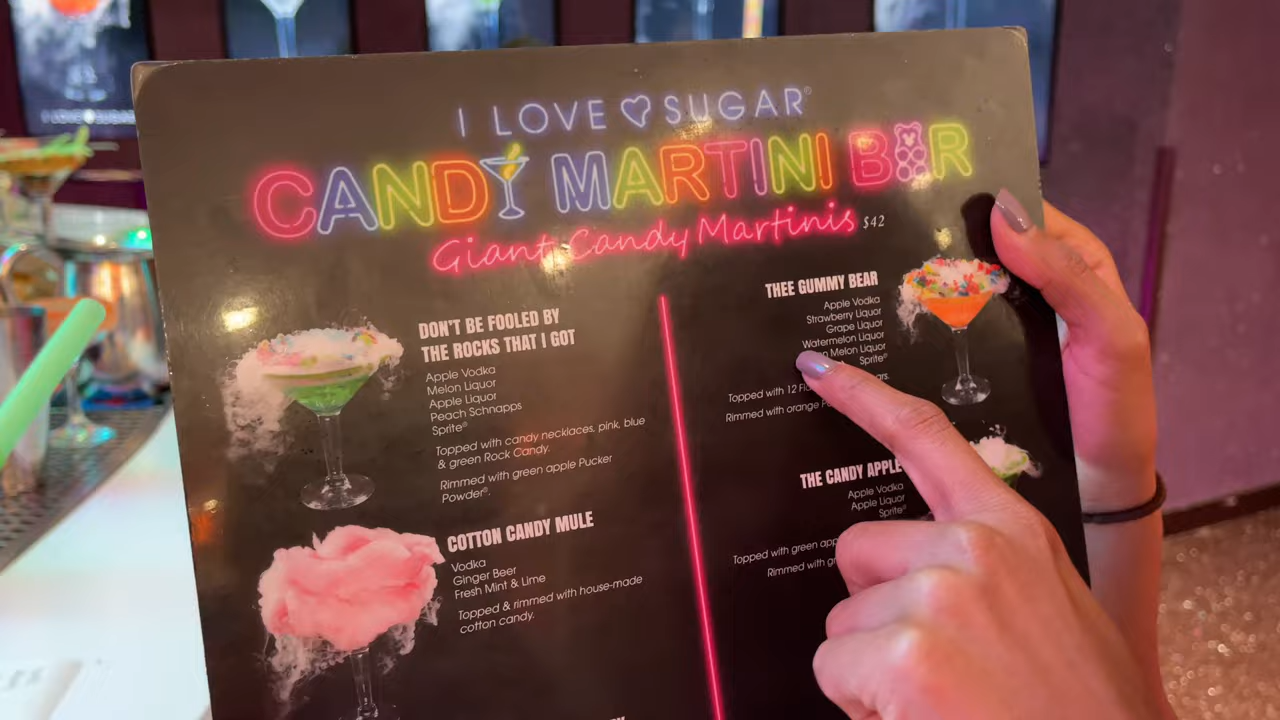 I LOVE SUGAR®
CANDY MARTINI BAR
Giant Candy Martinis $42
DON'T BE FOOLED BY
THE ROCKS THAT I GOT
Apple Vodka
Melon Liquor
Apple Liquor
Peach Schnapps
Sprite®
Topped with candy necklaces, pink, blue
& green Rock Candy.
Rimmed with green apple Pucker
Powder®.
COTTON CANDY MULE
Vodka
Ginger Beer
Fresh Mint & Lime
Topped & rimmed with house-made
cotton candy.
THEE GUMMY BEAR
Apple Vodka
Strawberry Liquor
Grape Liquor
Watermelon Liquor
Melon Liquor
Sprite®
Topped with 12
Rimmed with orange
THE CANDY APPLE
Apple Vodka
Apple Liquor
Sprite®
Topped with green
Rimmed with